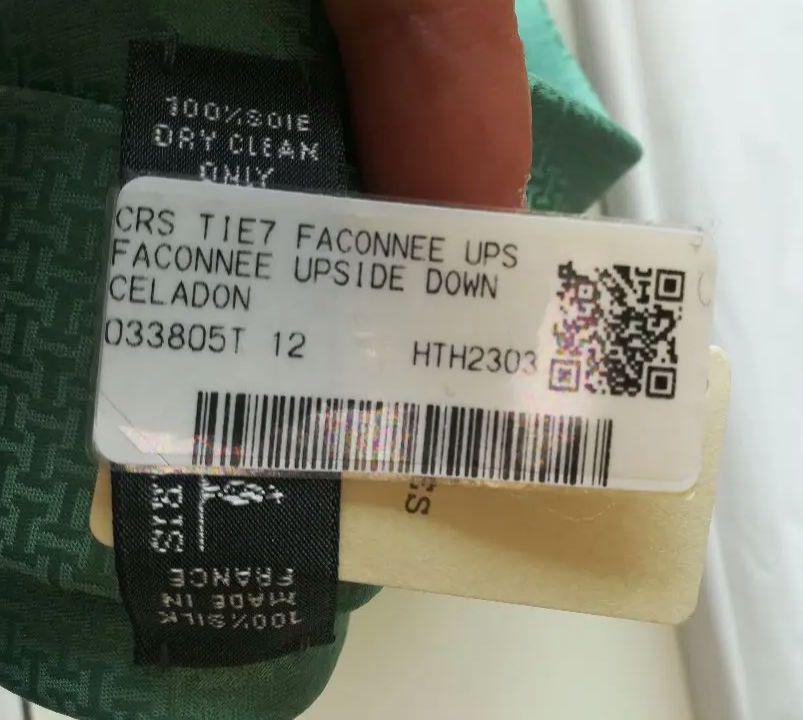 100%SOIE
DRY CLEAN
ONLY
CRS TIE7 FACONNEE UPS
FACONNEE UPSIDE DOWN
CELADON
033805T 12
HTH2303
100%SILK
MADE IN
FRANCE